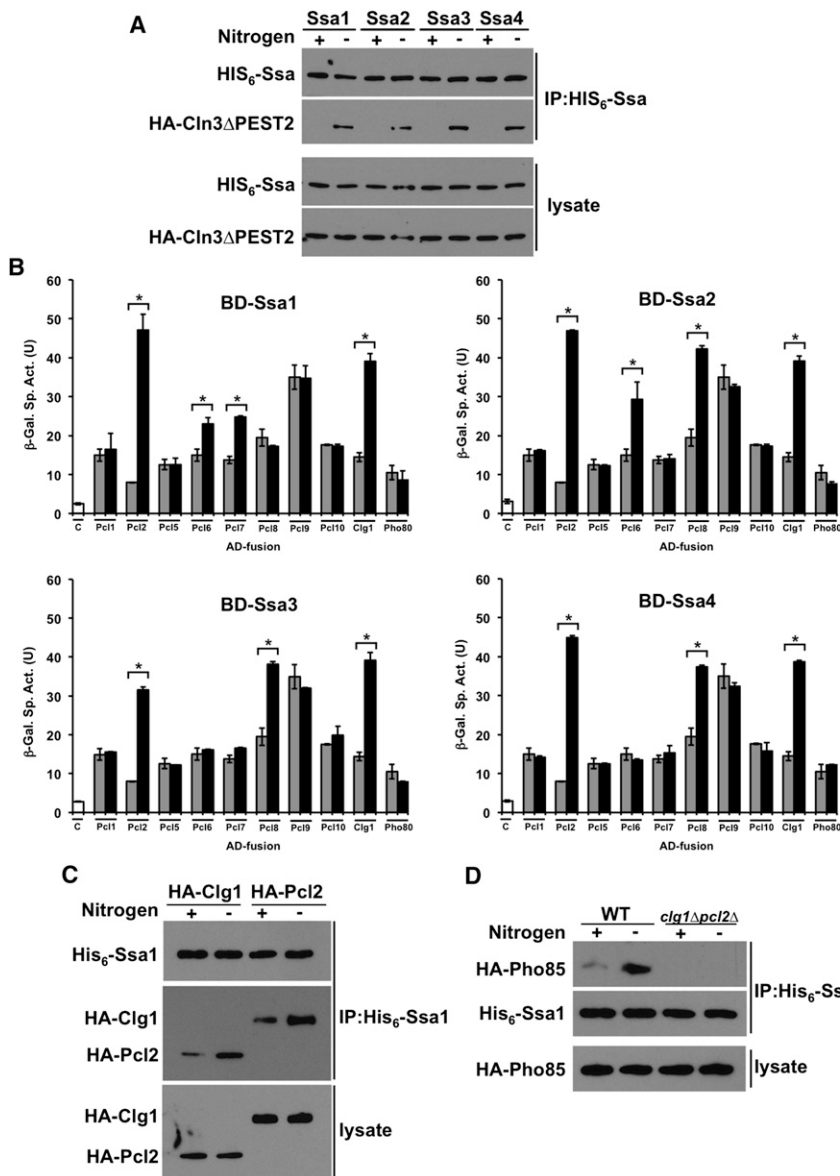 A
Ssa1 Ssa2 Ssa3 Ssa4
Nitrogen + - + - + - + -
HIS6-Ssa
HA-Cln3ΔPEST2
IP:HIS6-Ssa
HIS6-Ssa
HA-Cln3ΔPEST2
lysate
B
BD-Ssa1
β-Gal. Sp. Act. (U)
60
50
40
30
20
10
0
* * * *
C Pcl1 Pcl2 Pcl5 Pcl6 Pcl7 Pcl8 Pcl9 Pcl10 Clg1 Pho80
AD-fusion
BD-Ssa2
β-Gal. Sp. Act. (U)
60
50
40
30
20
10
0
* * * *
C Pcl1 Pcl2 Pcl5 Pcl6 Pcl7 Pcl8 Pcl9 Pcl10 Clg1 Pho80
AD-fusion
BD-Ssa3
β-Gal. Sp. Act. (U)
60
50
40
30
20
10
0
* * *
C Pcl1 Pcl2 Pcl5 Pcl6 Pcl7 Pcl8 Pcl9 Pcl10 Clg1 Pho80
AD-fusion
BD-Ssa4
β-Gal. Sp. Act. (U)
60
50
40
30
20
10
0
* * *
C Pcl1 Pcl2 Pcl5 Pcl6 Pcl7 Pcl8 Pcl9 Pcl10 Clg1 Pho80
AD-fusion
C
HA-Clg1 HA-Pcl2
Nitrogen + - + -
His6-Ssa1
HA-Clg1
HA-Pcl2
IP:His6-Ssa1
HA-Clg1
HA-Pcl2
lysate
D
WT clg1Δpcl2Δ
Nitrogen + - + -
HA-Pho85
His6-Ssa1
IP:His6-Ss
HA-Pho85
lysate